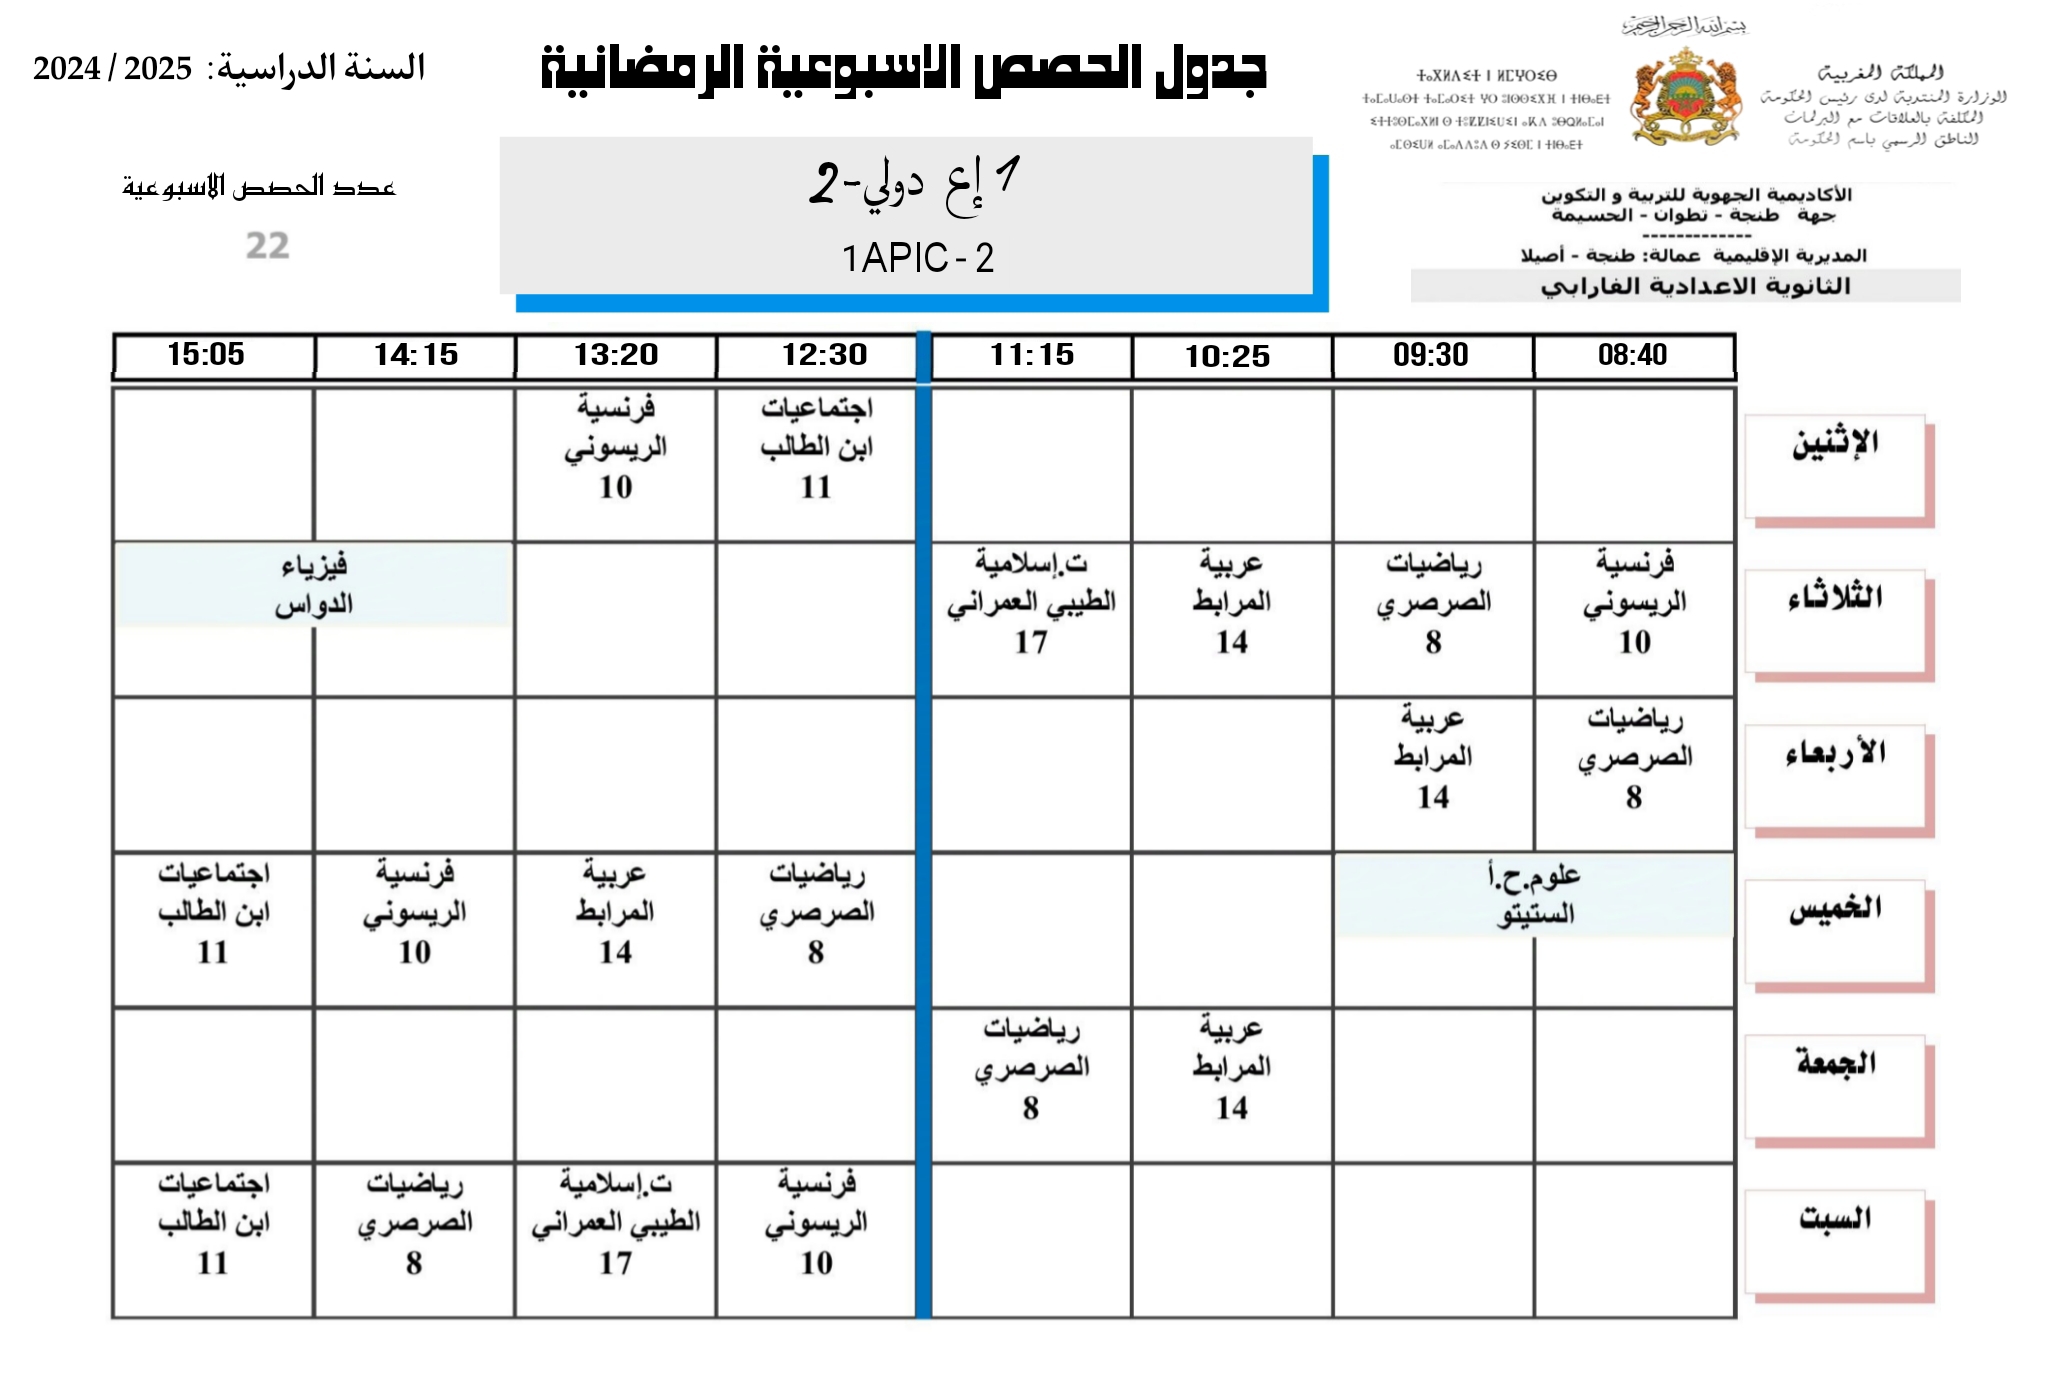 بسم الله الرحمن الرحيم
المملكة المغربية
الوزارة المنتدبة لدى رئيس الحكومة
المكلفة بالعلاقات مع البرلمان
الناطق الرسمي باسم الحكومة
ⵜⴰⴳⵍⴷⵉⵜ ⵏ ⵍⵎⵖⵔⵉⴱ
جدول الحصص الاسبوعية الرمضانية
السنة الدراسية: 2025 / 2024
الأكاديمية الجهوية للتربية و التكوين
جهة طنجة - تطوان - الحسيمة
-------------
المديرية الإقليمية عمالة: طنجة - أصيلا
الثانوية الاعدادية الفارابي
1 إع دولي-2
1APIC - 2
عدد الحصص الاسبوعية
22
08:40 09:30 10:25 11:15 12:30 13:20 14:15 15:05
الإثنين
اجتماعيات
ابن الطالب
11
فرنسية
الريسوني
10
الثلاثاء
فرنسية
الريسوني
10
رياضيات
الصرصري
8
عربية
المرابط
14
ت.إسلامية
الطيبي العمراني
17
فيزياء
الدواس
الأربعاء
رياضيات
الصرصري
8
عربية
المرابط
14
الخميس
علوم.ح.أ
الستيتو
رياضيات
الصرصري
8
عربية
المرابط
14
فرنسية
الريسوني
10
اجتماعيات
ابن الطالب
11
الجمعة
عربية
المرابط
14
رياضيات
الصرصري
8
السبت
فرنسية
الريسوني
10
ت.إسلامية
الطيبي العمراني
17
رياضيات
الصرصري
8
اجتماعيات
ابن الطالب
11